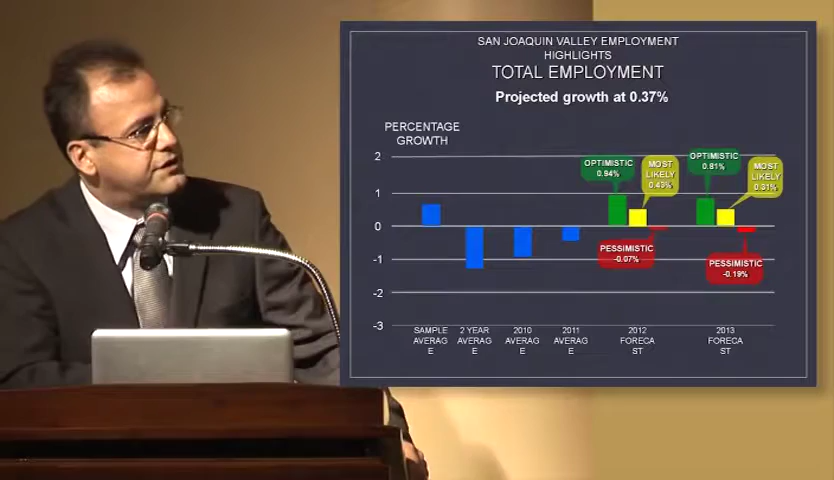 SAN JOAQUIN VALLEY EMPLOYMENT
HIGHLIGHTS
TOTAL EMPLOYMENT
Projected growth at 0.37%
PERCENTAGE
GROWTH
2
1
0
-1
-2
-3
OPTIMISTIC
0.94%
MOST
LIKELY
0.43%
PESSIMISTIC
-0.07%
OPTIMISTIC
0.81%
MOST
LIKELY
0.31%
PESSIMISTIC
-0.19%
SAMPLE
AVERAG
E
2 YEAR
AVERAG
E
2010
AVERAG
E
2011
AVERAG
E
2012
FORECA
ST
2013
FORECA
ST